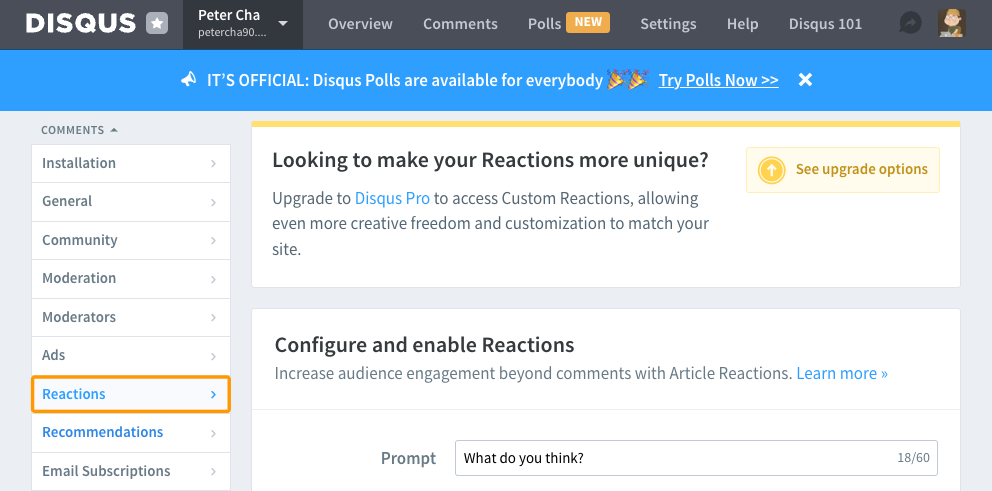 DISQUS
Peter Cha
petercha90....
Overview
Comments
Polls NEW
Settings
Help
Disqus 101
IT'S OFFICIAL: Disqus Polls are available for everybody 🎉🎉 Try Polls Now >>
COMMENTS
Installation
General
Community
Moderation
Moderators
Ads
Reactions
Recommendations
Email Subscriptions
Looking to make your Reactions more unique?
Upgrade to Disqus Pro to access Custom Reactions, allowing
even more creative freedom and customization to match your
site.
See upgrade options
Configure and enable Reactions
Increase audience engagement beyond comments with Article Reactions. Learn more »
Prompt
What do you think?
18/60